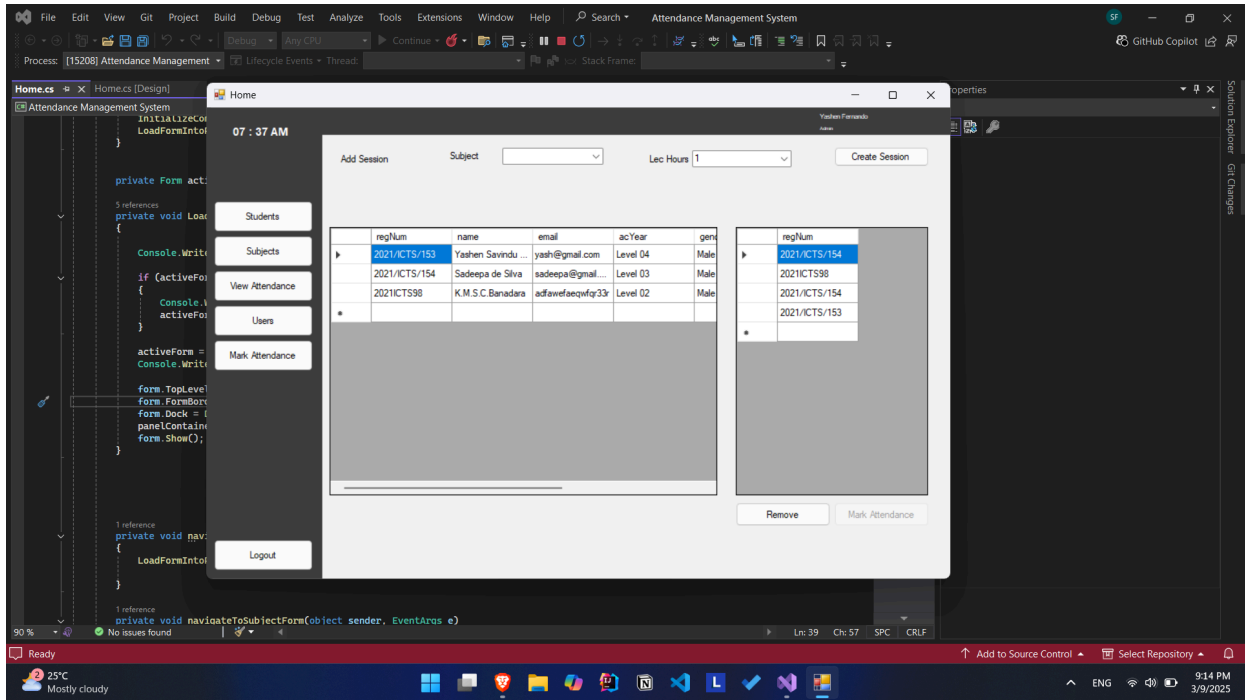 File Edit View Git Project Build Debug Test Analyze Tools Extensions Window Help Search Attendance Management System SF
Debug Any CPU Continue GitHub Copilot
Process: [15208] Attendance Management Lifecycle Events Thread: Stack Frame:
Home.cs Home.cs [Design]
Attendance Management System
InitializeCo
LoadFormInto
}
private Form act
5 references
private void Loa
{
Console.Write
if (activeFo
{
Console.W
activeFo
}
activeForm =
Console.Write
form.TopLevel
form.FormBor
form.Dock =
panelContain
form.Show();
}
1 reference
private void nav
{
LoadFormInto
}
1 reference
private void navigateToSubjectForm(object sender, EventArgs e)
Home
07 : 37 AM
Yashen Fernando
Admin
Students
Subjects
View Attendance
Users
Mark Attendance
Logout
Add Session Subject Lec Hours 1 Create Session
regNum name email acYear gen
2021/ICTS/153 Yashen Savindu ... yash@gmail.com Level 04 Male
2021/ICTS/154 Sadeepa de Silva sadeepa@gmail.... Level 03 Male
2021ICTS98 K.M.S.C.Banadara adfawefaeqwfqr33r Level 02 Male
regNum
2021/ICTS/154
2021ICTS98
2021/ICTS/154
2021/ICTS/153
Remove Mark Attendance
roperties
Solution Explorer
Git Changes
90 % No issues found Ln: 39 Ch: 57 SPC CRLF
Ready Add to Source Control Select Repository
2
25°C
Mostly cloudy
ENG
9:14 PM
3/9/2025